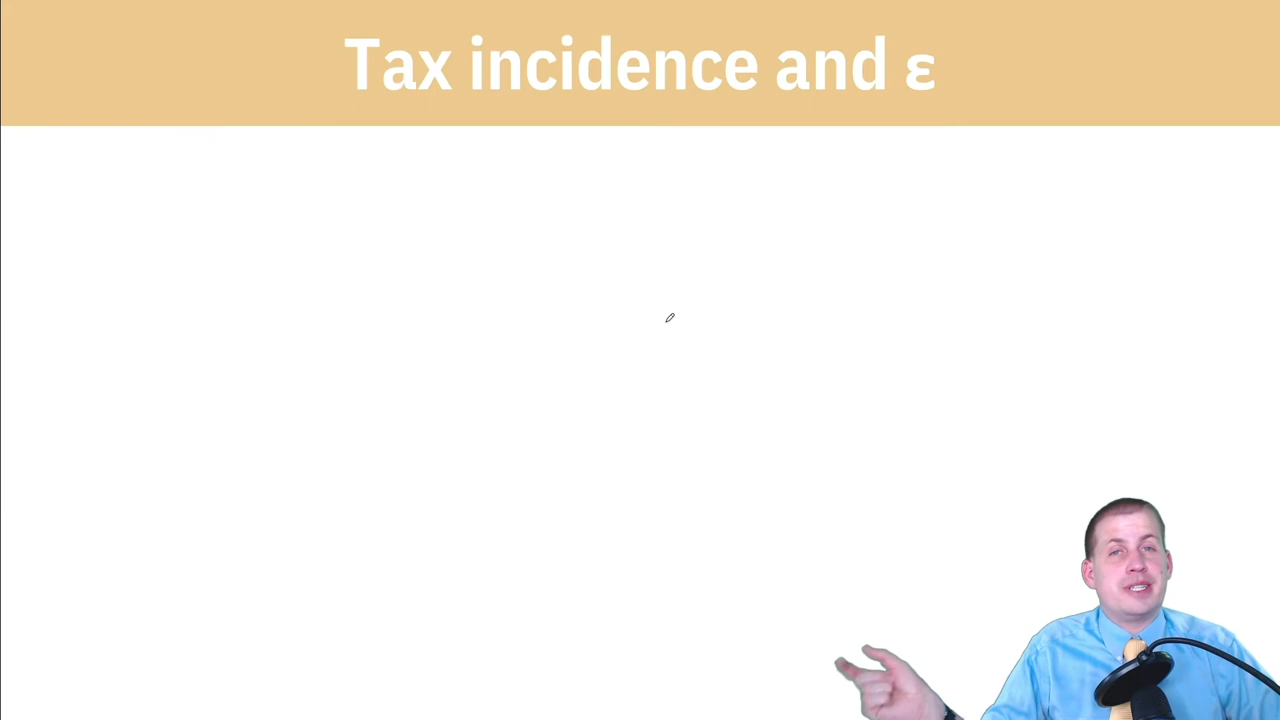 Tax incidence and ε